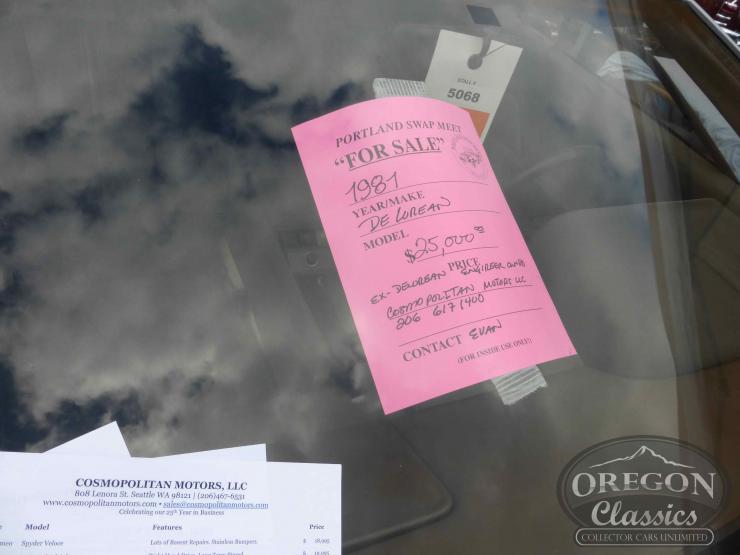 STALL #
5068
PORTLAND SWAP MEET
"FOR SALE"
1981
YEAR/MAKE
DE LOREAN
MODEL
$25,000
PRICE
EX-DELOREAN ENGINEER OWNED
COSMOPOLITAN MOTORS LLC
206 617 1400
CONTACT EVAN
(FOR INSIDE USE ONLY)
COSMOPOLITAN MOTORS, LLC
808 Lenora St. Seattle WA 98121 | (206)467-6531
www.cosmopolitanmotors.com • sales@cosmopolitanmotors.com
Celebrating our 25th Year in Business
Model Features Price
Spyder Veloce Lots of Recent Repairs. Stainless Bumpers. $ 18,995
OREGON
Classics
COLLECTOR CARS UNLIMITED